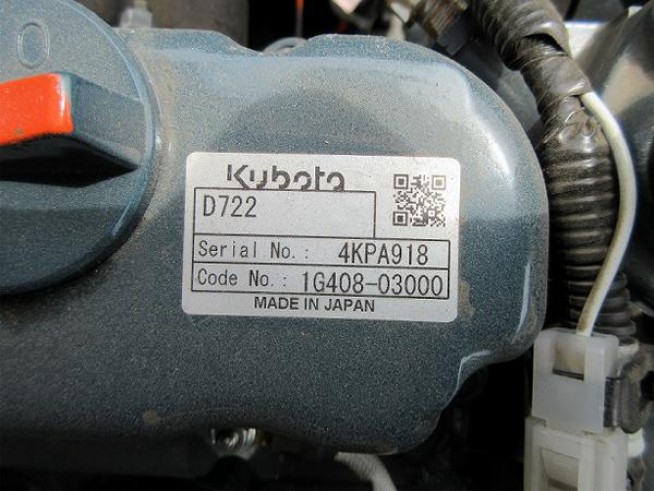 Kubota
D722
Serial No.: 4KPA918
Code No.: 1G408-03000
MADE IN JAPAN